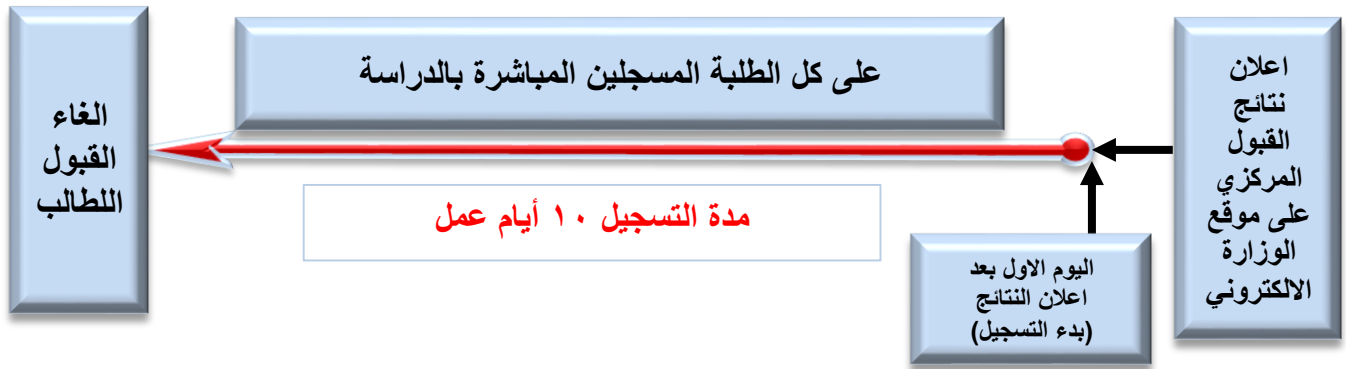 اعلان
نتائج
القبول
المركزي
على موقع
الوزارة
الالكتروني
على كل الطلبة المسجلين المباشرة بالدراسة
الغاء
القبول
اللطالب
مدة التسجيل ١٠ أيام عمل
اليوم الاول بعد
اعلان النتائج
(بدء التسجيل)